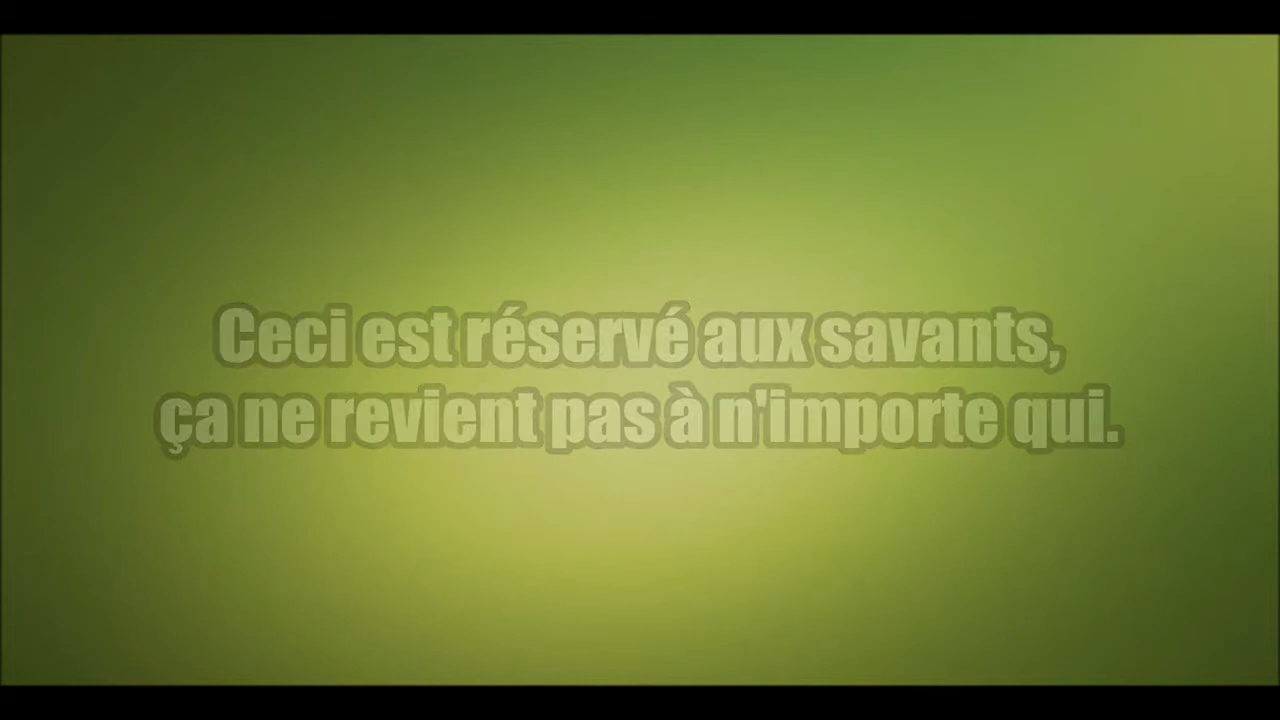 Ceci est réservé aux savants,
ça ne revient pas à n'importe qui.